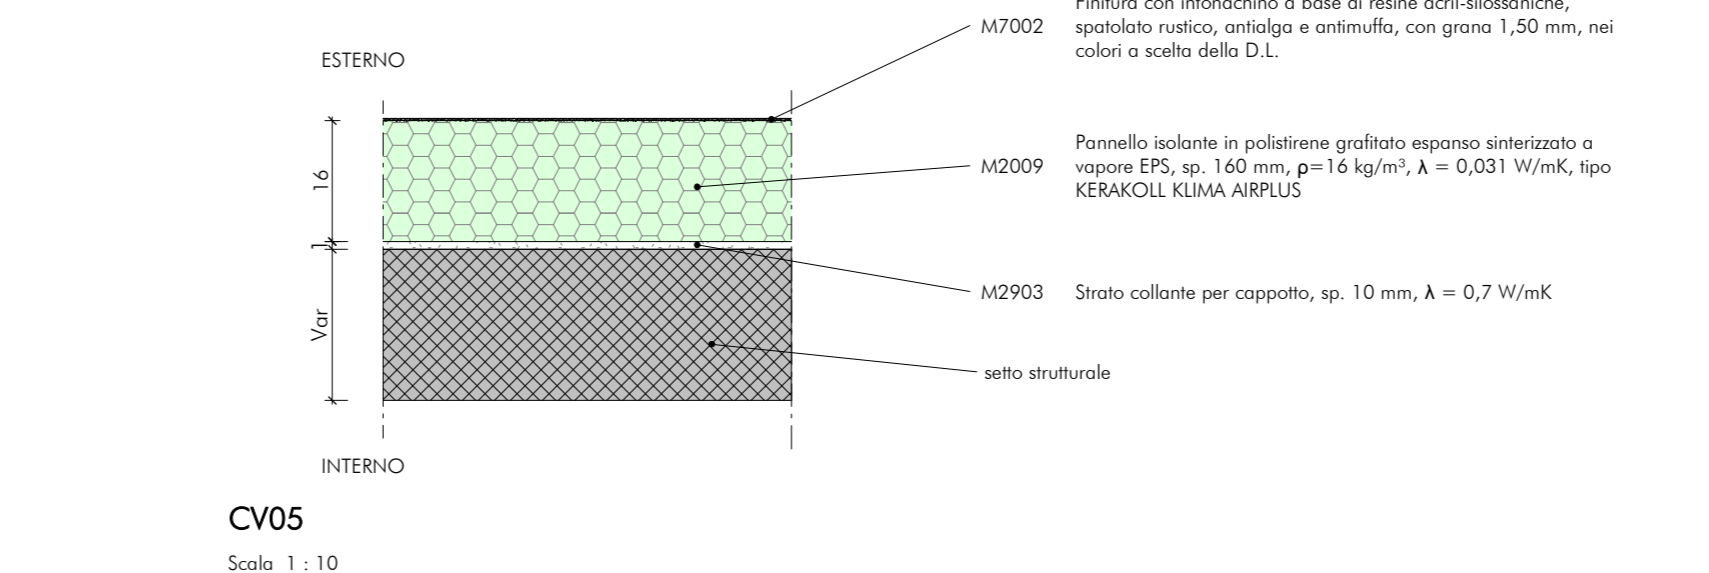 Finitura con intonachino a base di resine acril-silossaniche,
M7002 spatolato rustico, antialga e antimuffa, con grana 1,50 mm, nei
colori a scelta della D.L.
ESTERNO
Pannello isolante in polistirene grafitato espanso sinterizzato a
M2009 vapore EPS, sp. 160 mm, ρ=16 kg/m³, λ = 0,031 W/mK, tipo
KERAKOLL KLIMA AIRPLUS
16
1
M2903 Strato collante per cappotto, sp. 10 mm, λ = 0,7 W/mK
Var
setto strutturale
INTERNO
CV05
Scala 1 : 10